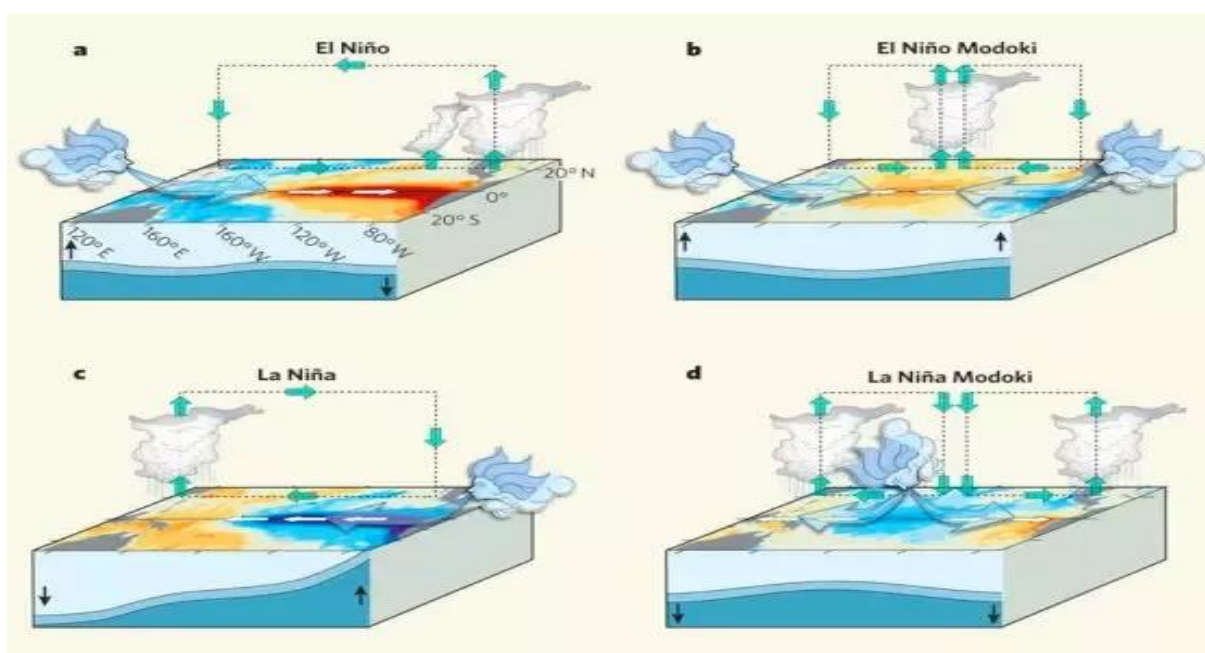 a
El Niño
20° N
0°
20° S
120° E
160° E
160° W
120° W
80° W
b
El Niño Modoki
c
La Niña
d
La Niña Modoki